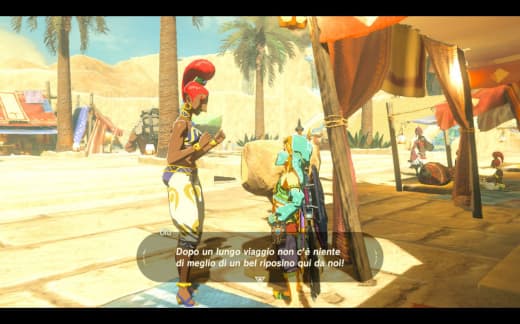 Dopo un lungo viaggio non c'è niente
di meglio di un bel riposino qui da noi!